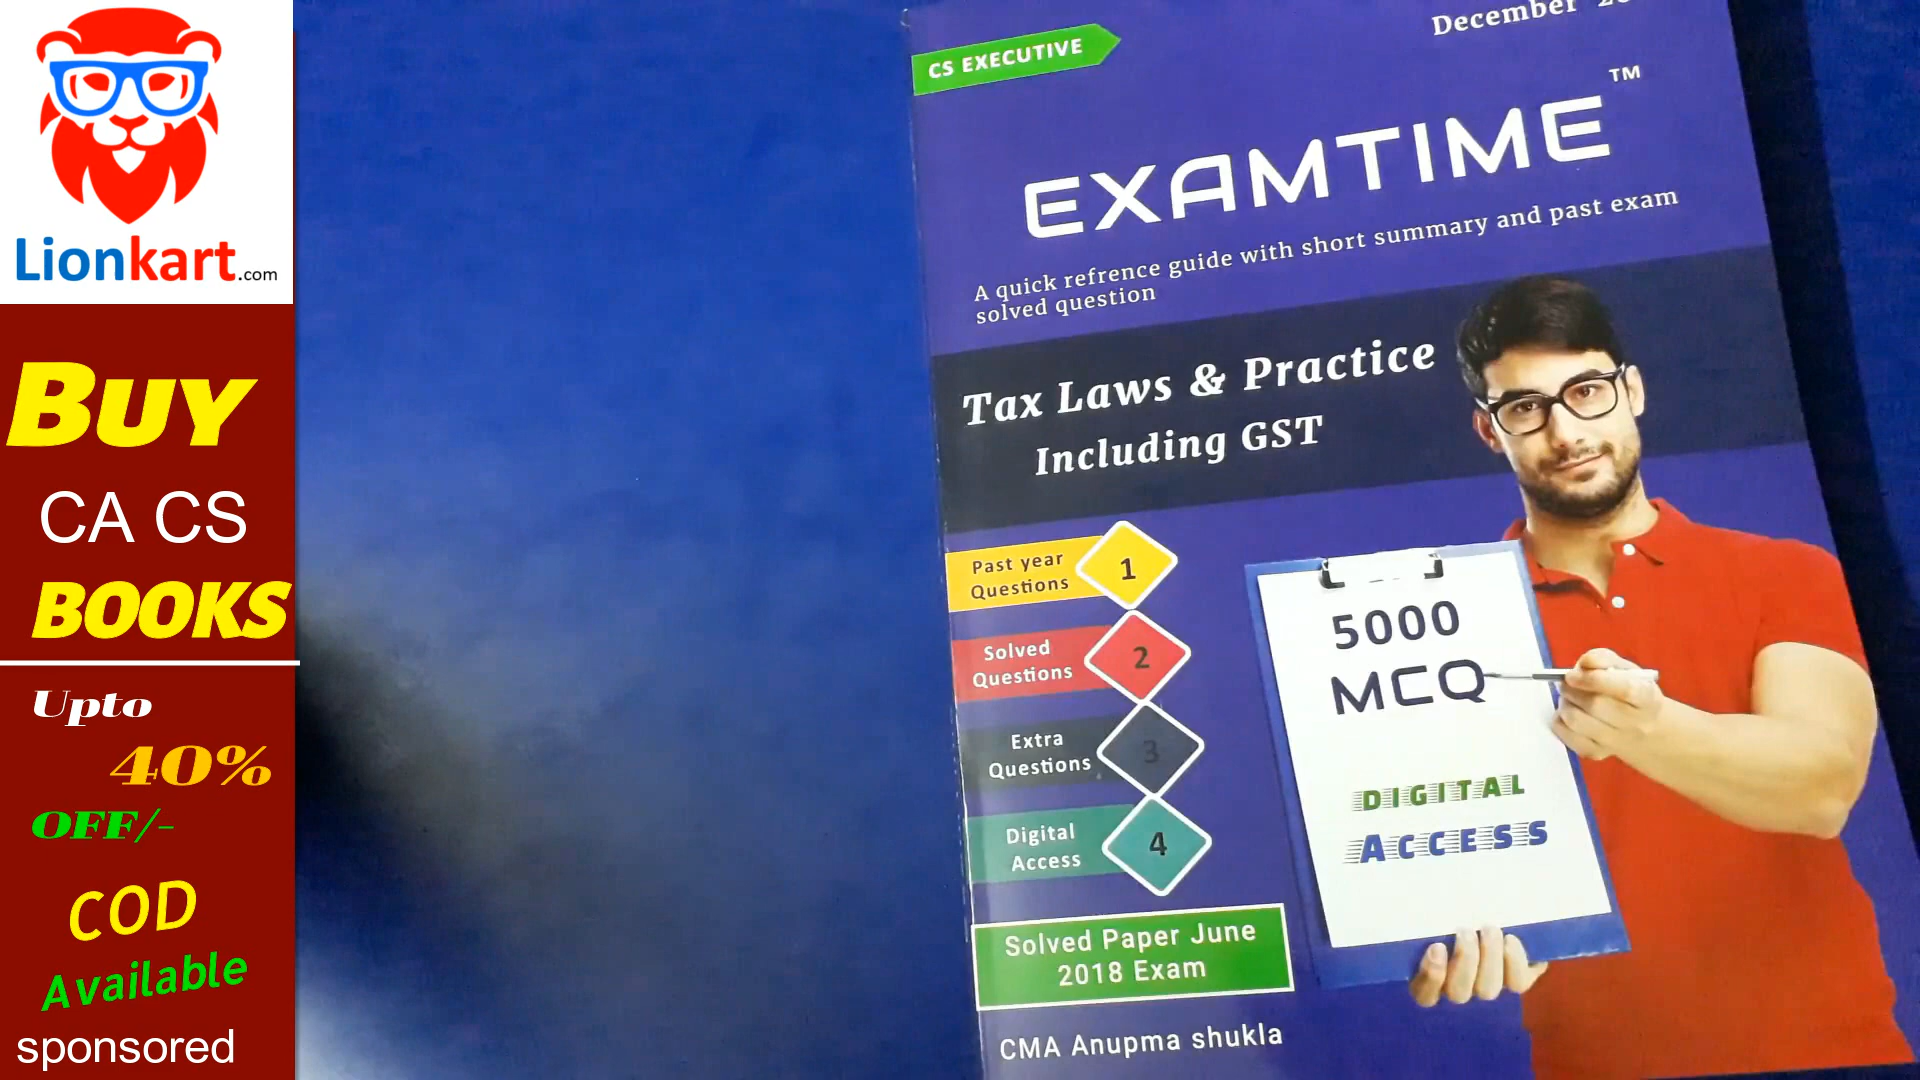 Lionkart.com
BUY
CA CS
BOOKS
Upto
40%
OFF/-
COD
Available
sponsored
CS EXECUTIVE
December
EXAMTIME™
A quick refrence guide with short summary and past exam
solved question
Tax Laws & Practice
Including GST
Past year
Questions
1
Solved
Questions
2
Extra
Questions
3
Digital
Access
4
5000
MCQ
DIGITAL
ACCESS
Solved Paper June
2018 Exam
CMA Anupma shukla